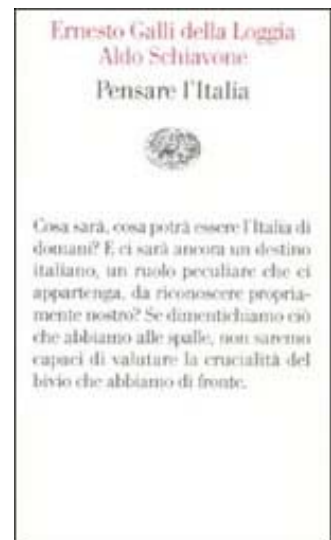 Ernesto Galli della Loggia
Aldo Schiavone
Pensare l'Italia
Cosa sarà, cosa potrà essere l'Italia di
domani? E ci sarà ancora un destino
italiano, un ruolo peculiare che ci
appartenga, da riconoscere propria-
mente nostro? Se dimentichiamo ciò
che abbiamo alle spalle, non saremo
capaci di valutare la crucialità del
bivio che abbiamo di fronte.